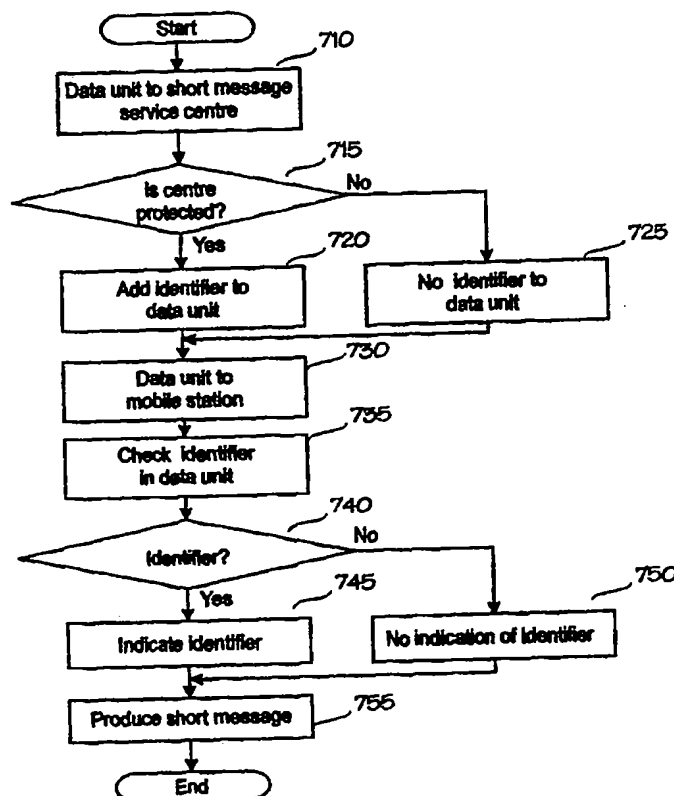 Start
710
Data unit to short message
service centre
715
Is centre
protected?
No
Yes
720
725
Add identifier to
data unit
No identifier to
data unit
730
Data unit to
mobile station
735
Check identifier
in data unit
740
Identifier?
No
Yes
745
750
Indicate identifier
No indication of identifier
Produce short message
755
End